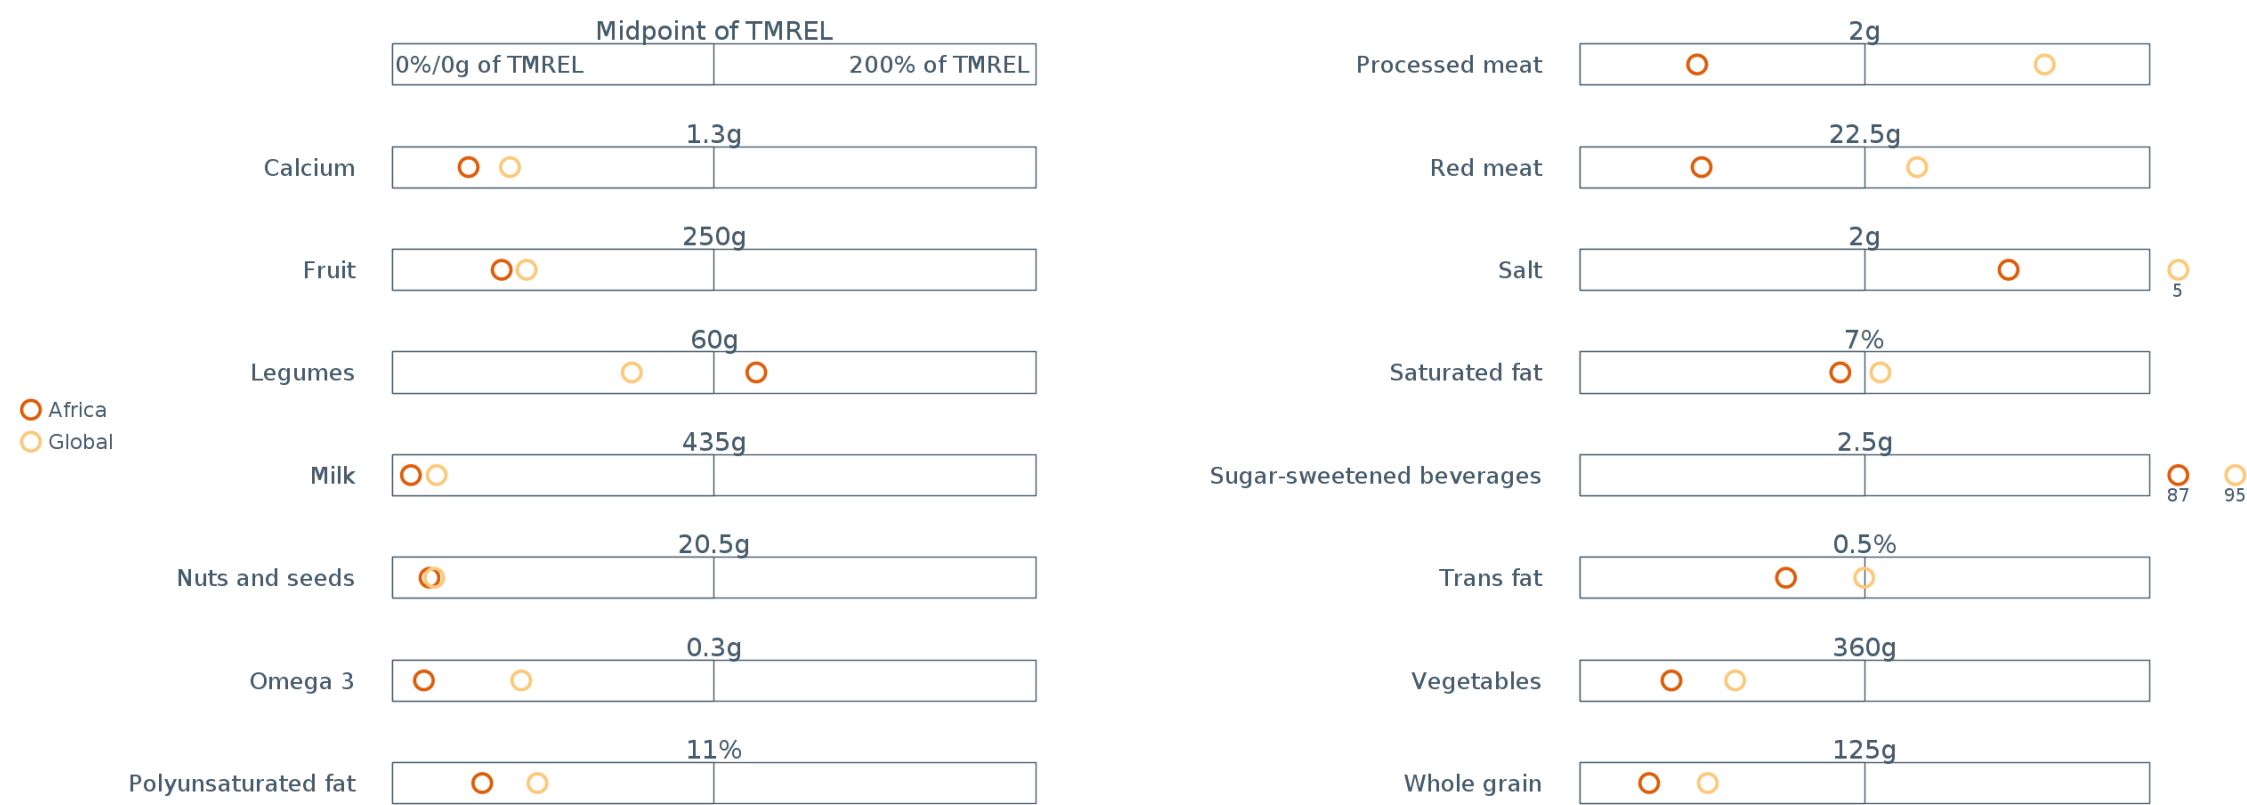 Midpoint of TMREL
0%/0g of TMREL 200% of TMREL
1.3g
Calcium
250g
Fruit
60g
Legumes
Africa
Global
435g
Milk
20.5g
Nuts and seeds
0.3g
Omega 3
11%
Polyunsaturated fat
2g
Processed meat
22.5g
Red meat
2g
Salt
5
7%
Saturated fat
2.5g
Sugar-sweetened beverages
87 95
0.5%
Trans fat
360g
Vegetables
125g
Whole grain